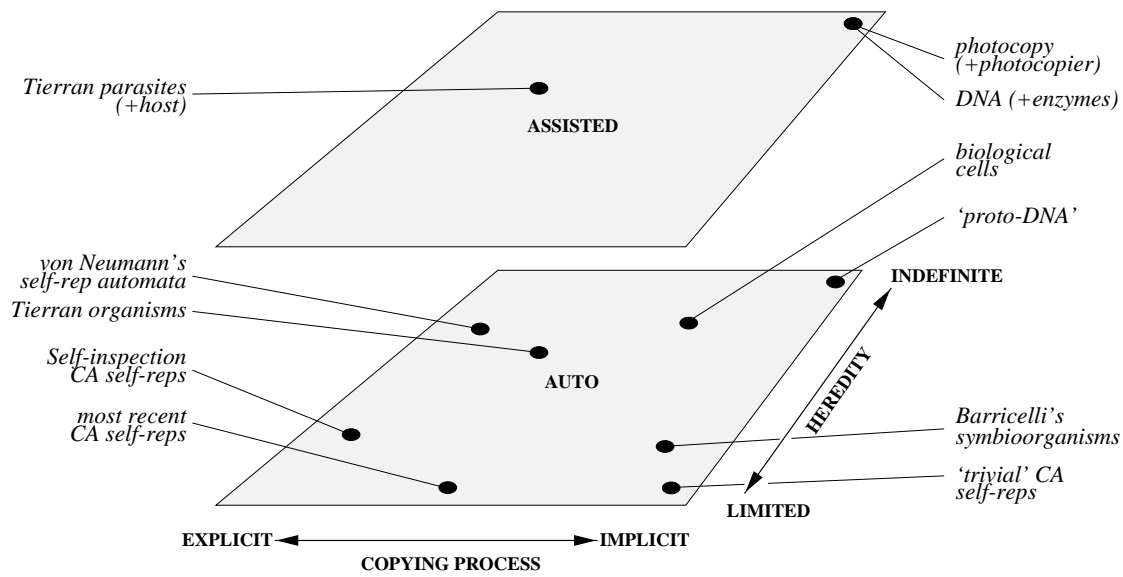 photocopy
(+photocopier)
Tierran parasites
(+host)
DNA (+enzymes)
ASSISTED
biological
cells
‘proto-DNA’
von Neumann’s
self-rep automata
INDEFINITE
Tierran organisms
Self-inspection
CA self-reps
AUTO
HEREDITY
most recent
CA self-reps
Barricelli’s
symbioorganisms
‘trivial’ CA
self-reps
LIMITED
EXPLICIT
IMPLICIT
COPYING PROCESS